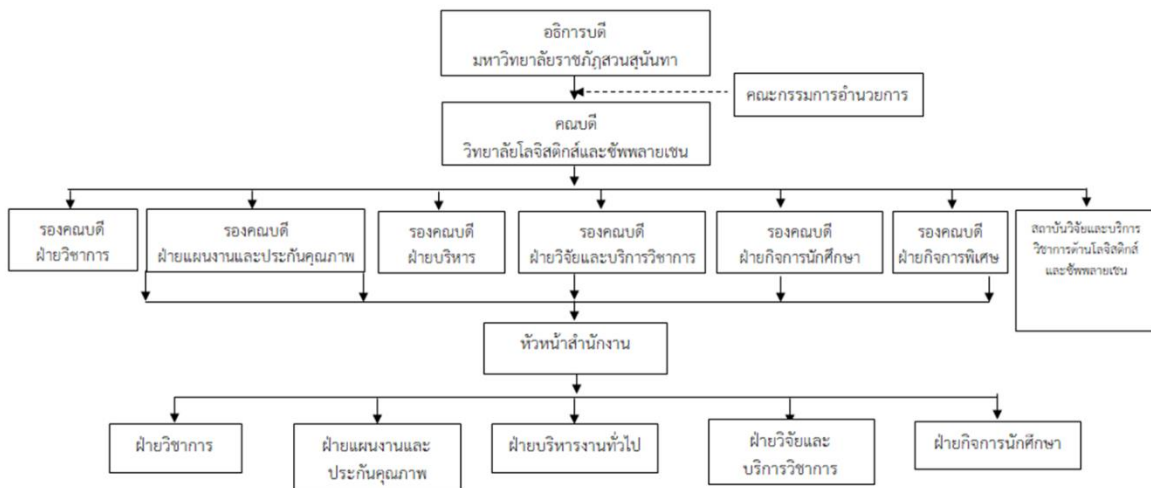 อธิการบดี
มหาวิทยาลัยราชภัฏสวนสุนันทา
คณะกรรมการอำนวยการ
คณบดี
วิทยาลัยโลจิสติกส์และซัพพลายเชน
รองคณบดี
ฝ่ายวิชาการ
รองคณบดี
ฝ่ายแผนงานและประกันคุณภาพ
รองคณบดี
ฝ่ายบริหาร
รองคณบดี
ฝ่ายวิจัยและบริการวิชาการ
รองคณบดี
ฝ่ายกิจการนักศึกษา
รองคณบดี
ฝ่ายกิจการพิเศษ
สถาบันวิจัยและบริการ
วิชาการด้านโลจิสติกส์
และซัพพลายเชน
หัวหน้าสำนักงาน
ฝ่ายวิชาการ
ฝ่ายแผนงานและ
ประกันคุณภาพ
ฝ่ายบริหารงานทั่วไป
ฝ่ายวิจัยและ
บริการวิชาการ
ฝ่ายกิจการนักศึกษา